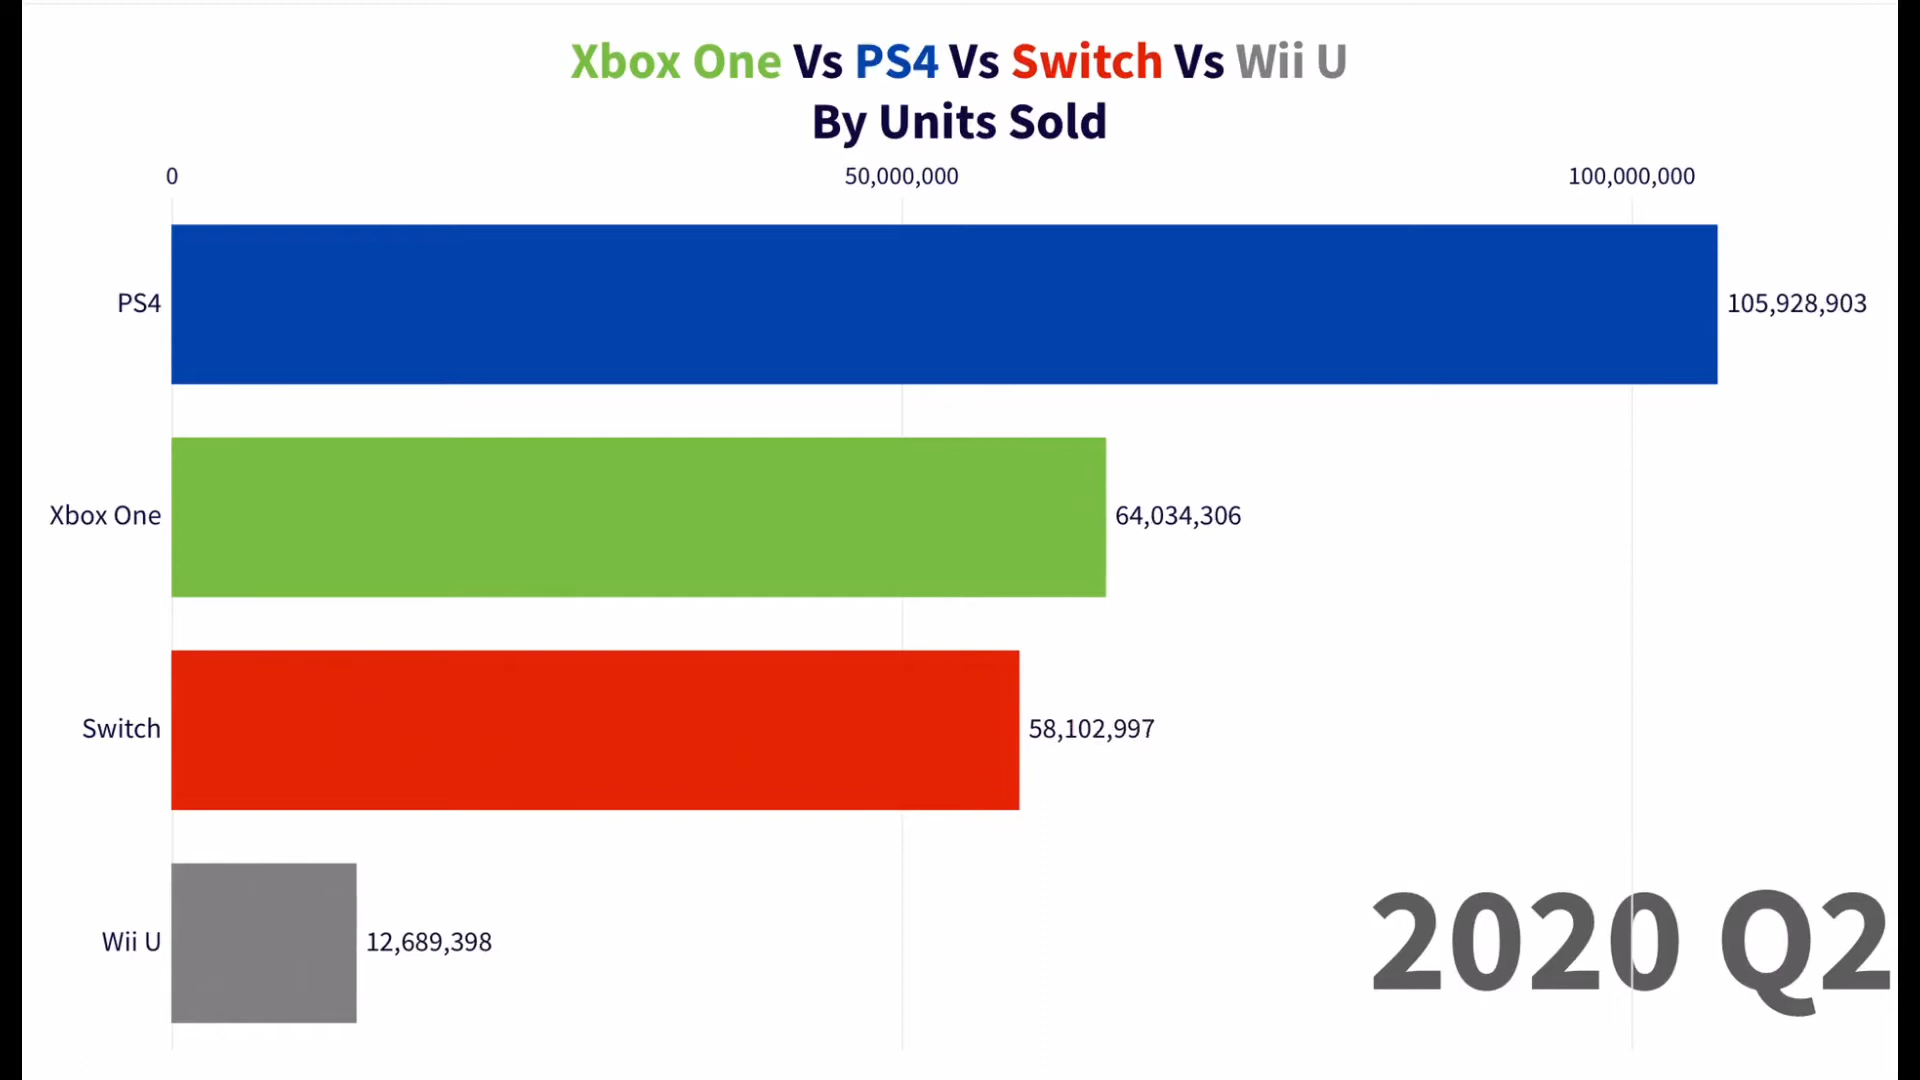 Xbox One Vs PS4 Vs Switch Vs Wii U
By Units Sold
0 50,000,000 100,000,000
PS4 105,928,903
Xbox One 64,034,306
Switch 58,102,997
Wii U 12,689,398
2020 Q2